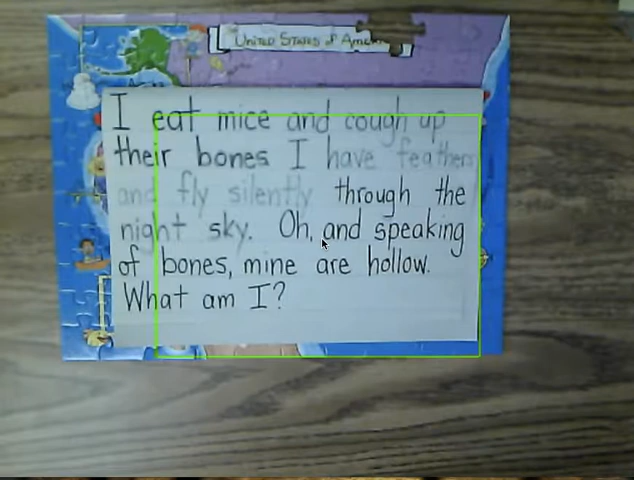 United States of America
I eat mice and cough up
their bones I have feathers
and fly silently through the
night sky. Oh, and speaking
of bones, mine are hollow.
What am I?